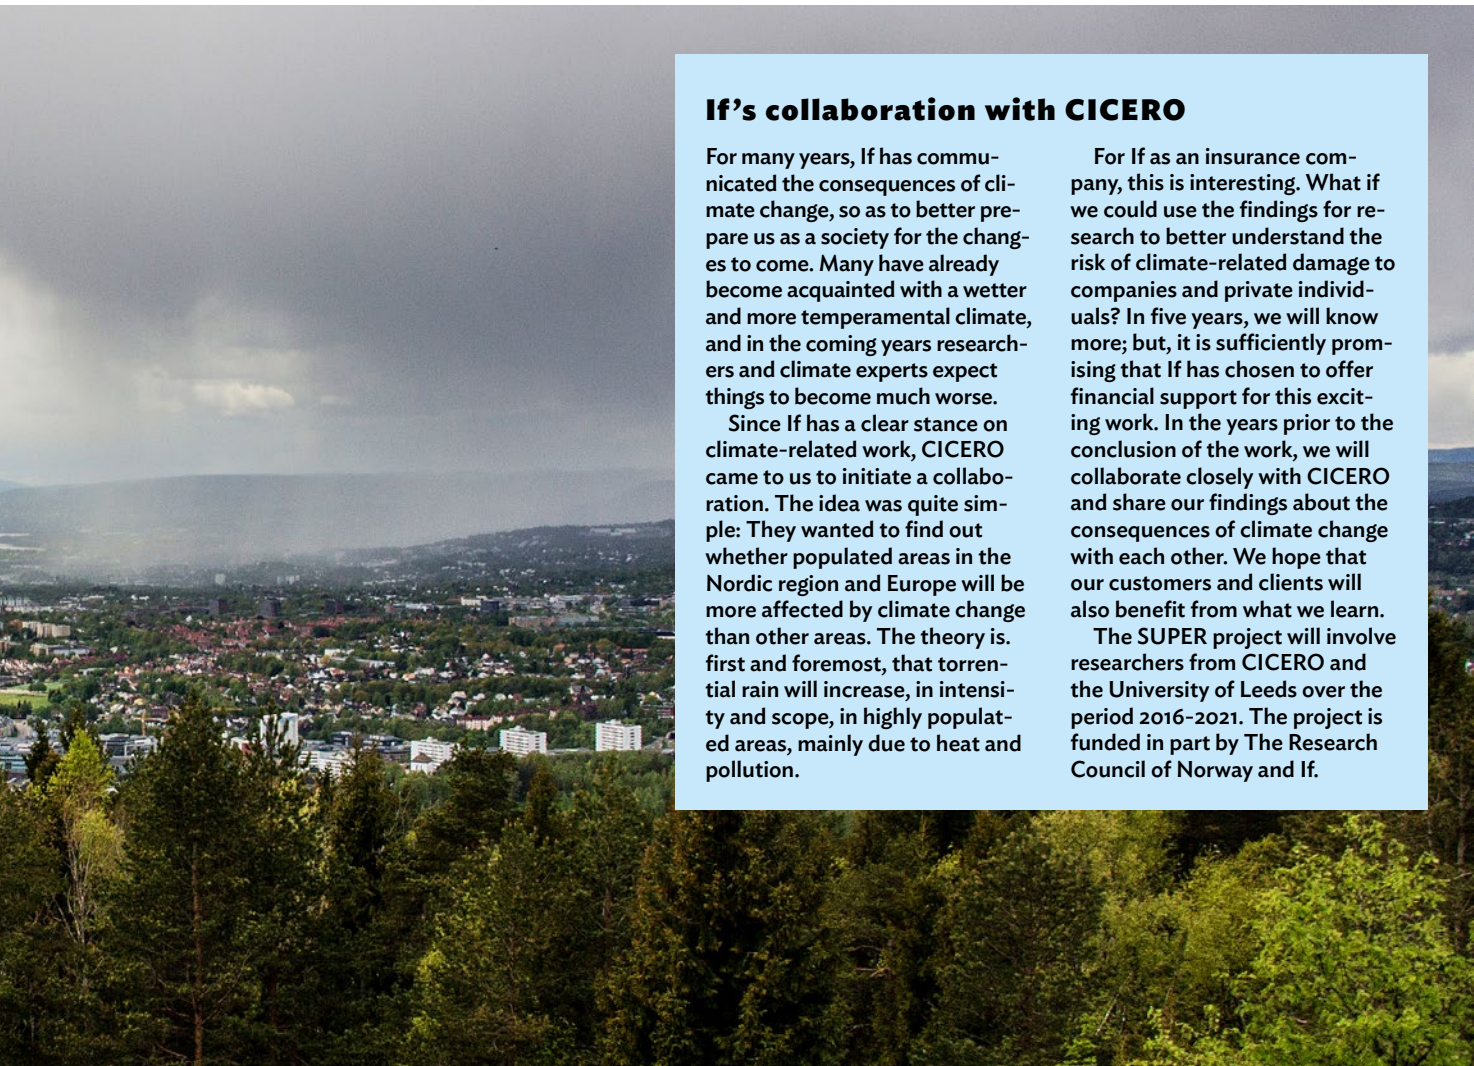 If’s collaboration with CICERO
For many years, If has commu-
nicated the consequences of cli-
mate change, so as to better pre-
pare us as a society for the chang-
es to come. Many have already
become acquainted with a wetter
and more temperamental climate,
and in the coming years research-
ers and climate experts expect
things to become much worse.
Since If has a clear stance on
climate-related work, CICERO
came to us to initiate a collabo-
ration. The idea was quite sim-
ple: They wanted to find out
whether populated areas in the
Nordic region and Europe will be
more affected by climate change
than other areas. The theory is.
first and foremost, that torren-
tial rain will increase, in intensi-
ty and scope, in highly populat-
ed areas, mainly due to heat and
pollution.
For If as an insurance com-
pany, this is interesting. What if
we could use the findings for re-
search to better understand the
risk of climate-related damage to
companies and private individ-
uals? In five years, we will know
more; but, it is sufficiently prom-
ising that If has chosen to offer
financial support for this excit-
ing work. In the years prior to the
conclusion of the work, we will
collaborate closely with CICERO
and share our findings about the
consequences of climate change
with each other. We hope that
our customers and clients will
also benefit from what we learn.
The SUPER project will involve
researchers from CICERO and
the University of Leeds over the
period 2016-2021. The project is
funded in part by The Research
Council of Norway and If.